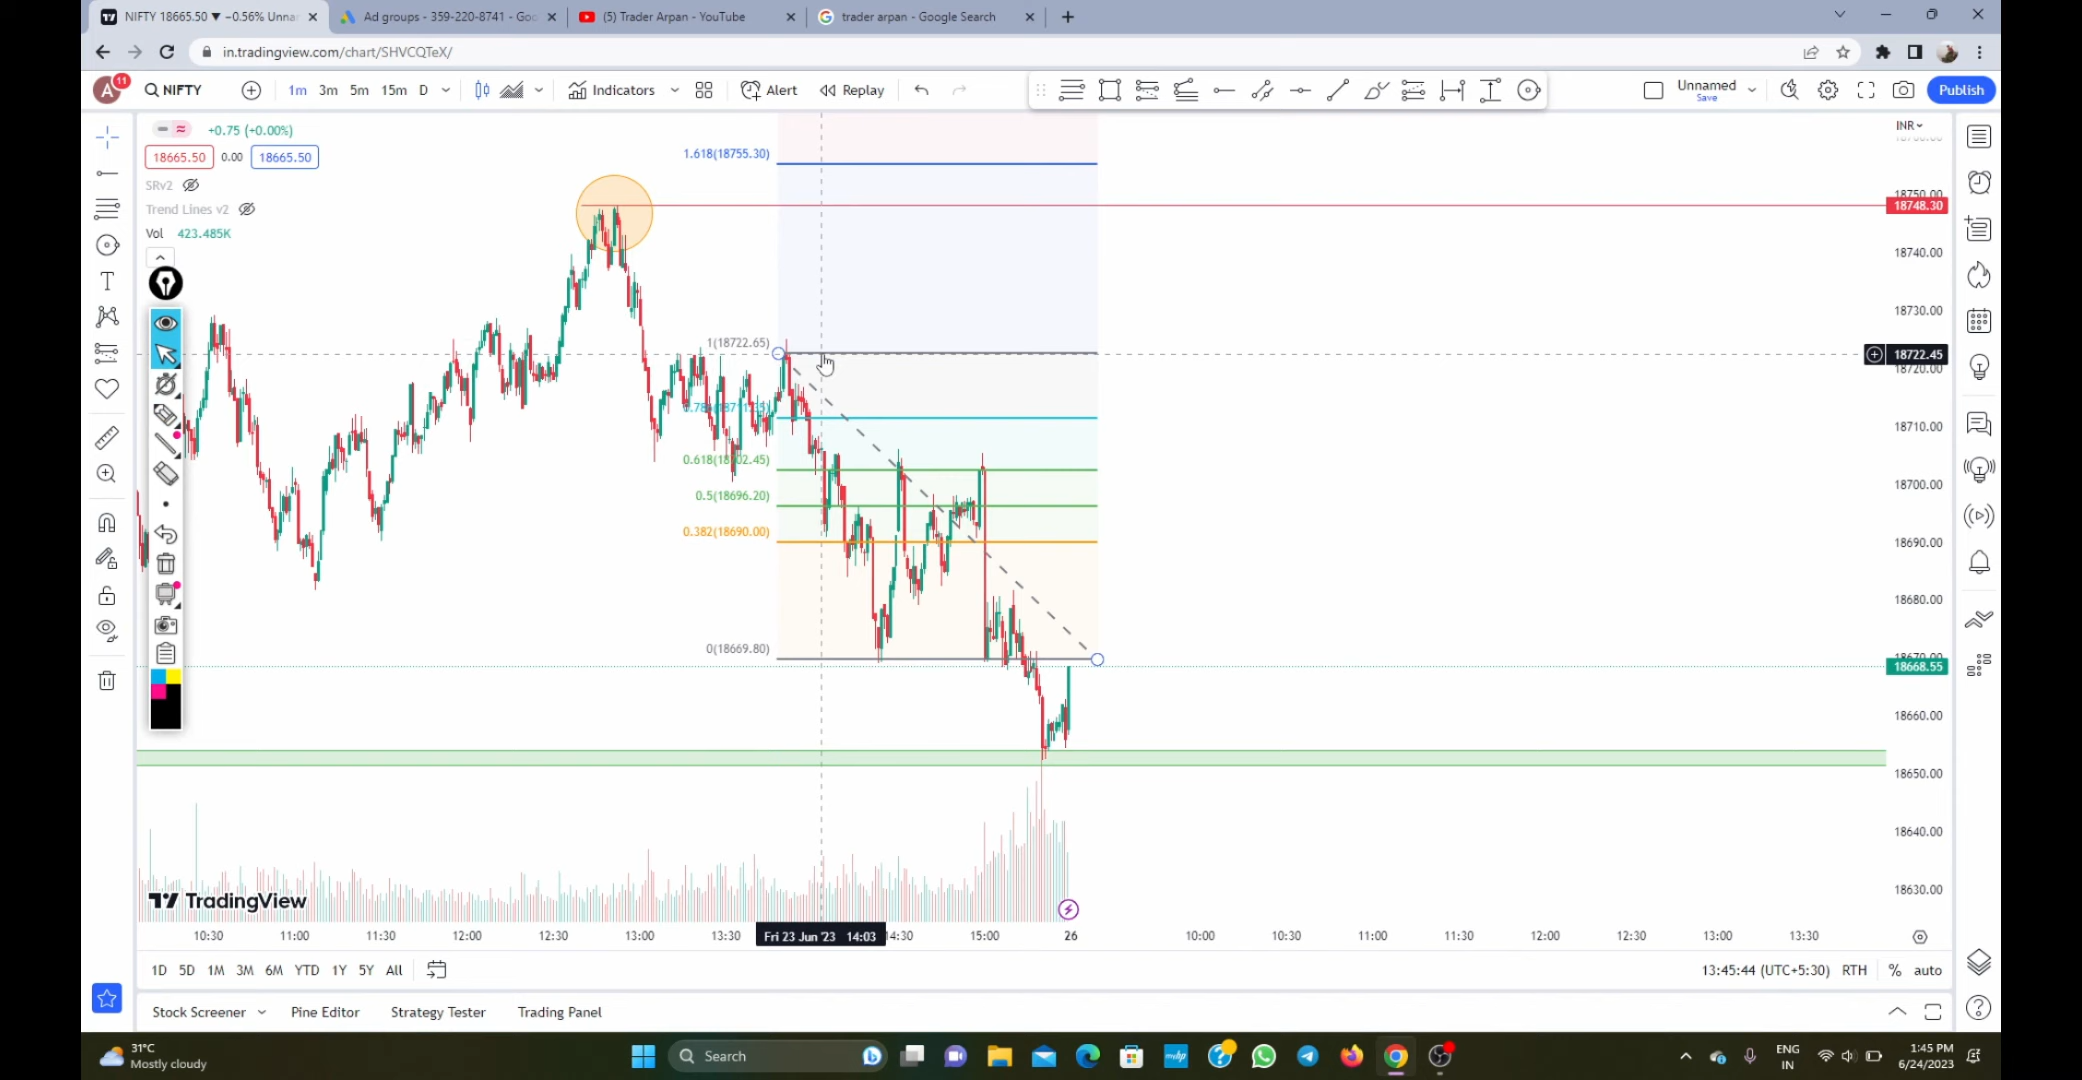 NIFTY 18665.50 ▼ −0.56% Unna
Ad groups - 359-220-8741 - Goo
(5) Trader Arpan - YouTube
trader arpan - Google Search
in.tradingview.com/chart/SHVCQTeX/
A
11
NIFTY
1m 3m 5m 15m D
Indicators
Alert
Replay
Unnamed
Save
Publish
+0.75 (+0.00%)
18665.50 0.00 18665.50
SRv2
Trend Lines v2
Vol 423.485K
INR
1.618(18755.30)
1(18722.65)
0.618(18702.45)
0.5(18696.20)
0.382(18690.00)
0(18669.80)
18750.00
18748.30
18740.00
18730.00
18722.45
18720.00
18710.00
18700.00
18690.00
18680.00
18670.00
18668.55
18660.00
18650.00
18640.00
18630.00
TradingView
10:30 11:00 11:30 12:00 12:30 13:00 13:30 Fri 23 Jun '23 14:03 14:30 15:00 26 10:00 10:30 11:00 11:30 12:00 12:30 13:00 13:30
1D 5D 1M 3M 6M YTD 1Y 5Y All
13:45:44 (UTC+5:30) RTH % auto
Stock Screener Pine Editor Strategy Tester Trading Panel
31°C
Mostly cloudy
Search
ENG
IN
1:45 PM
6/24/2023